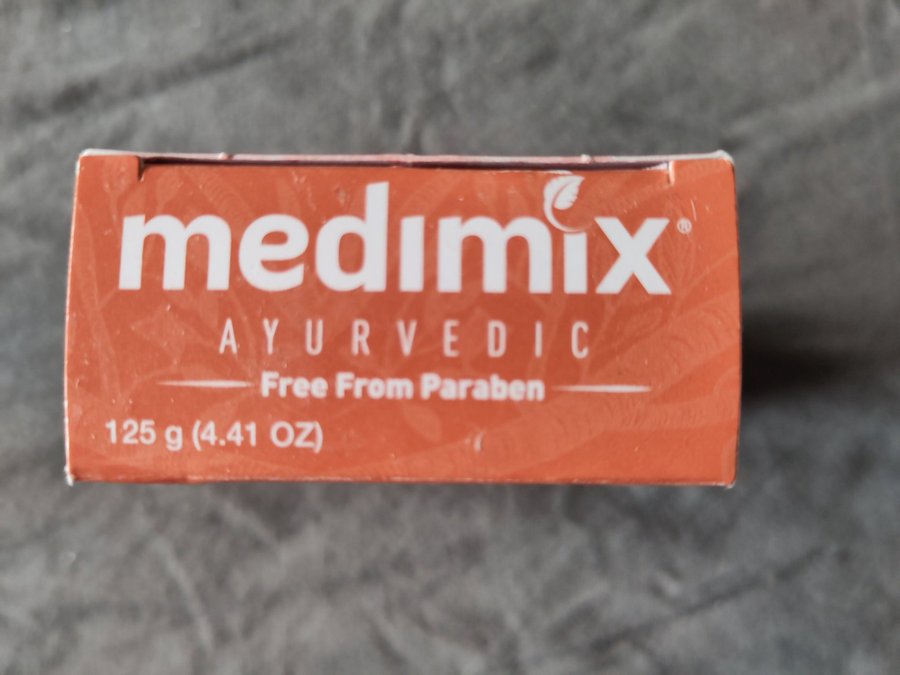 medimix®
AYURVEDIC
Free From Paraben
125 g (4.41 OZ)